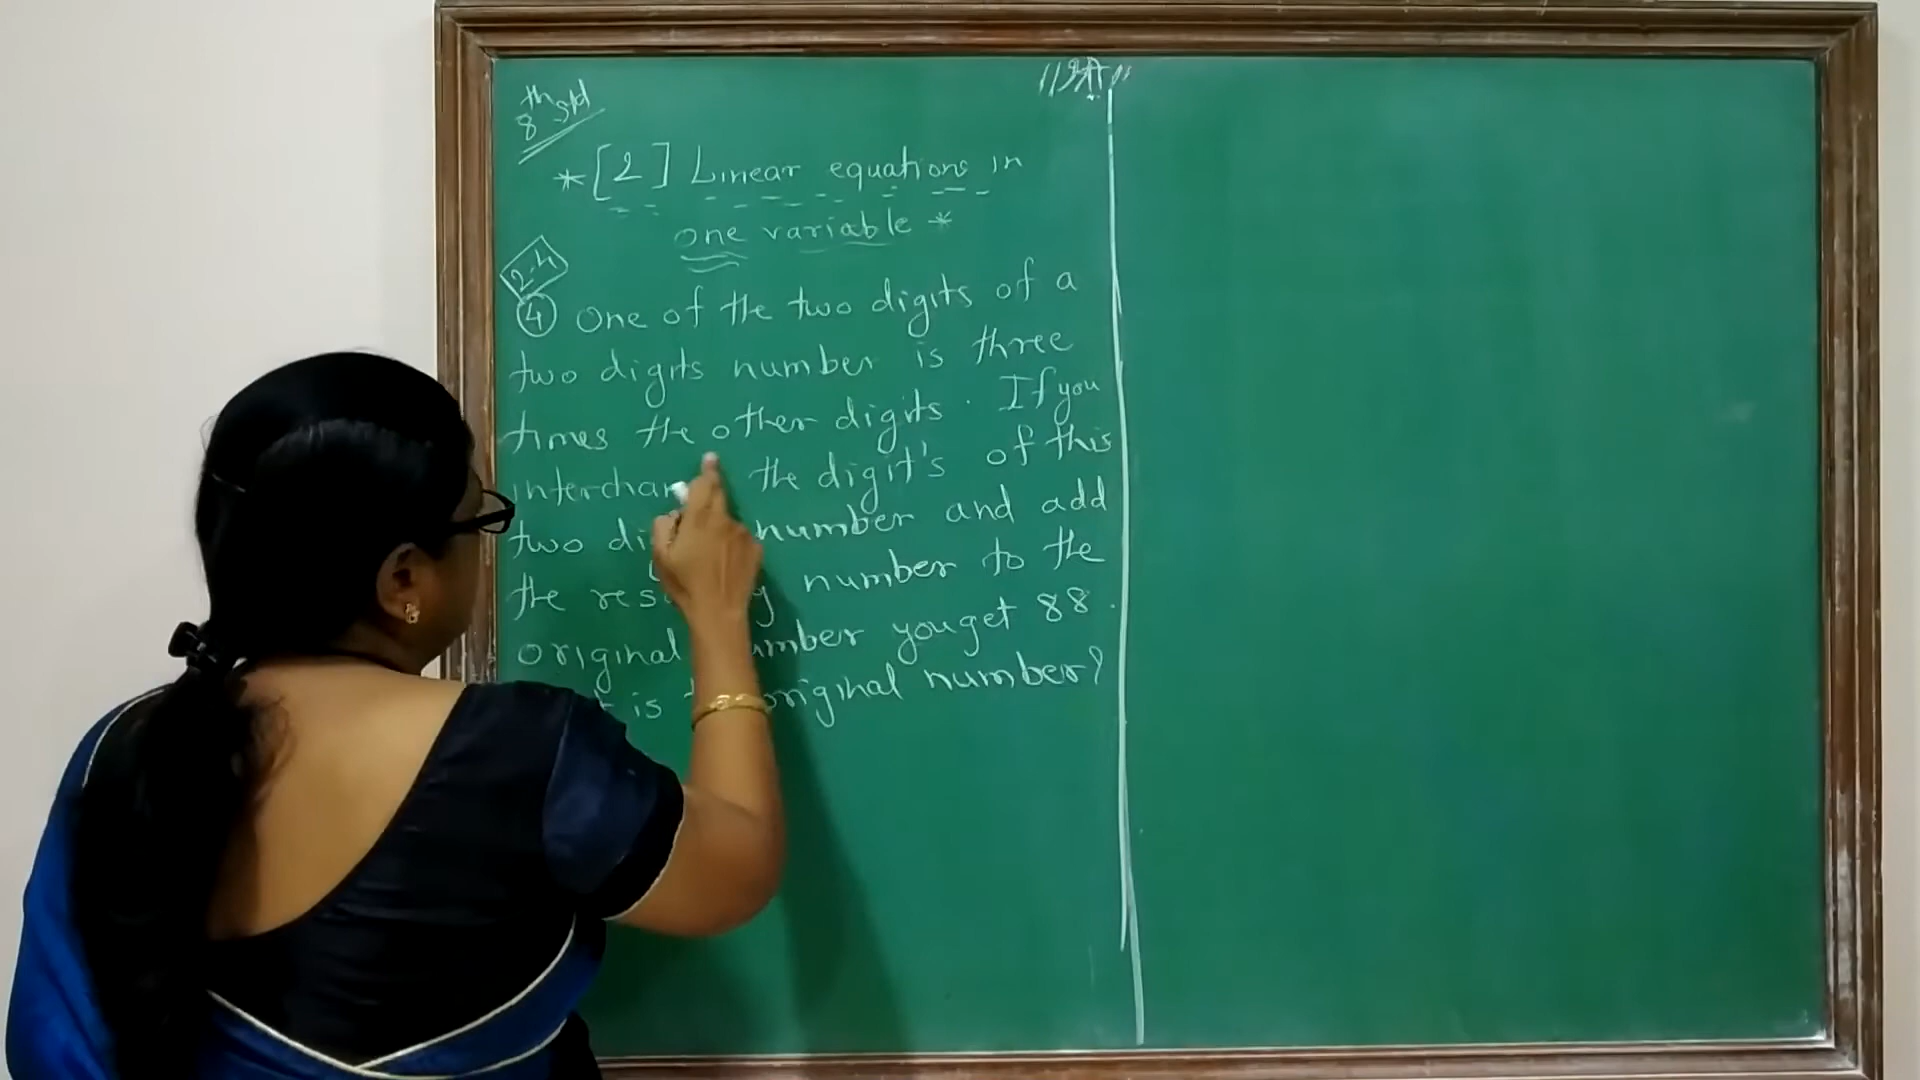 8th std
* [2] Linear equations in
one variable *
2.4
4 One of the two digits of a
two digits number is three
times the other digits. If you
the digit's of this
two number and add
the number to the
original you get 88.
is original number?